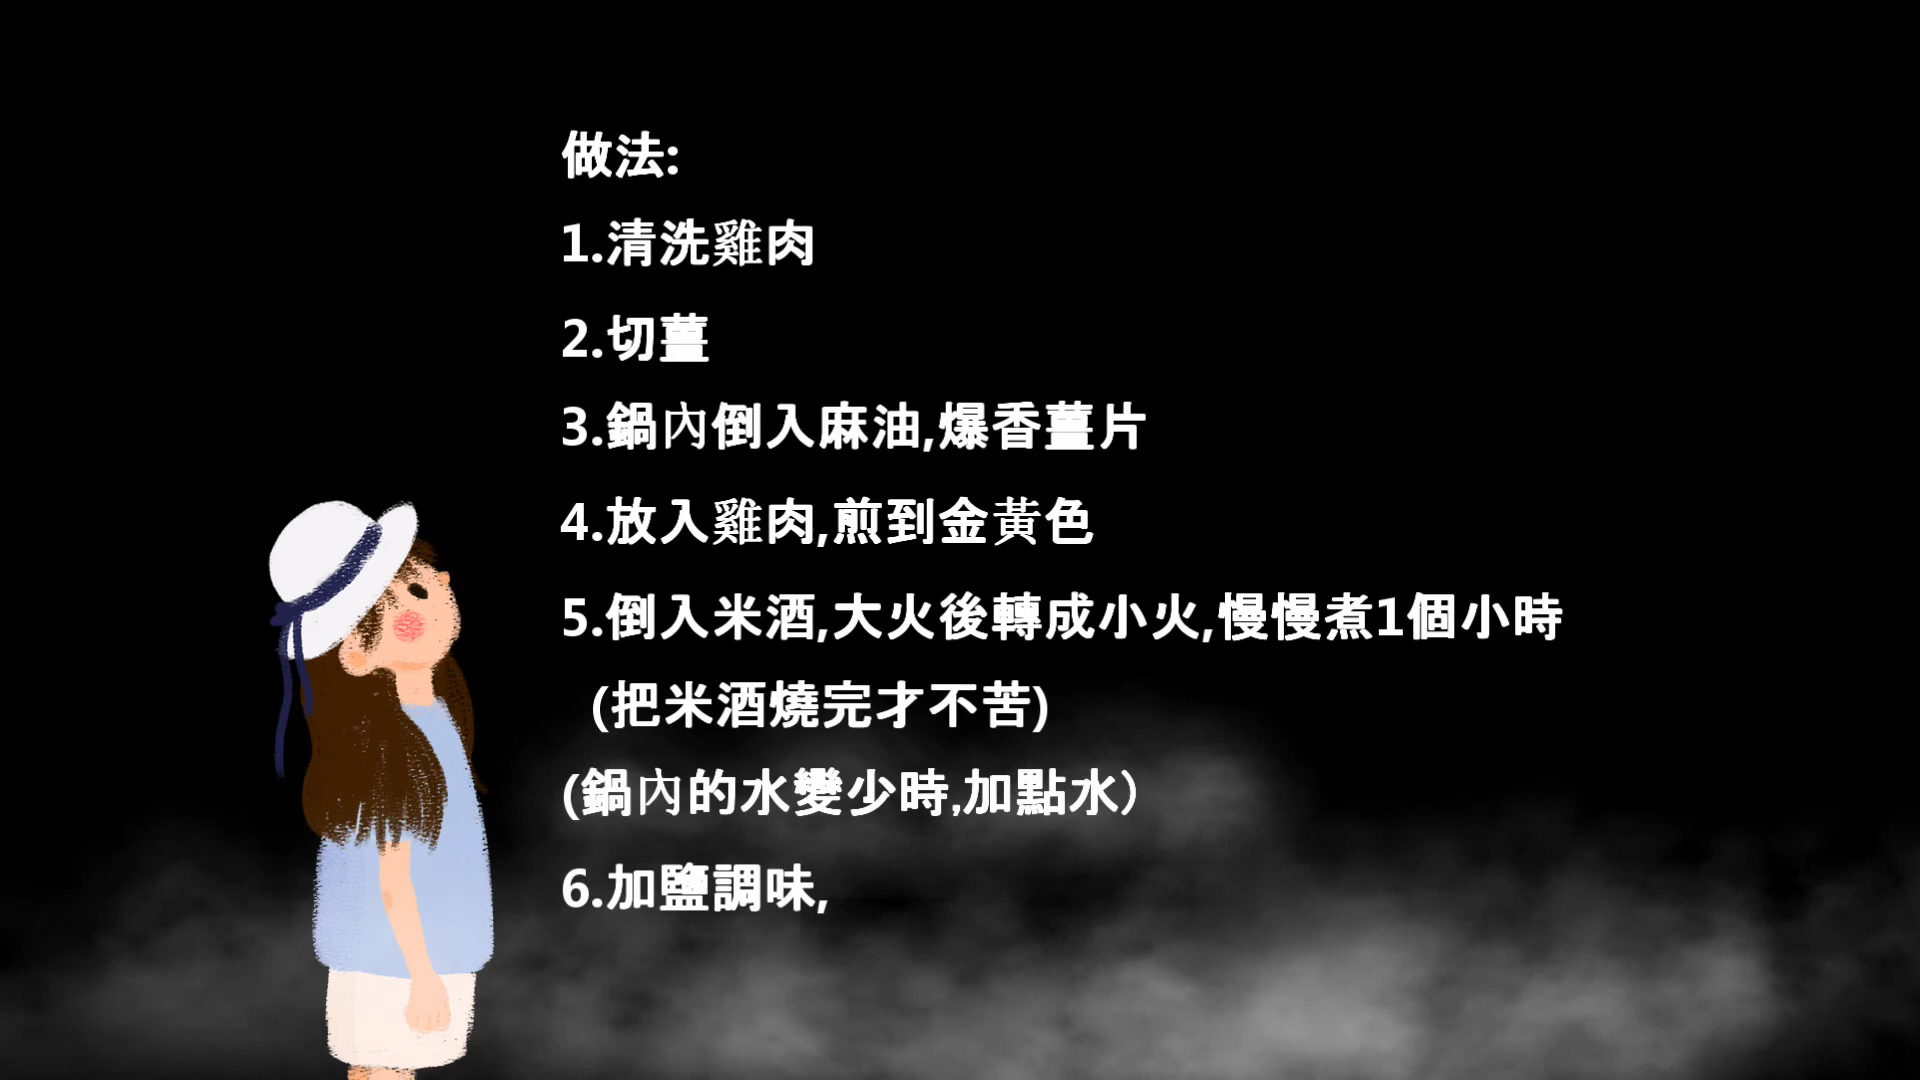 做法:
1.清洗雞肉
2.切薑
3.鍋內倒入麻油,爆香薑片
4.放入雞肉,煎到金黃色
5.倒入米酒,大火後轉成小火,慢慢煮1個小時
(把米酒燒完才不苦)
(鍋內的水變少時,加點水)
6.加鹽調味,